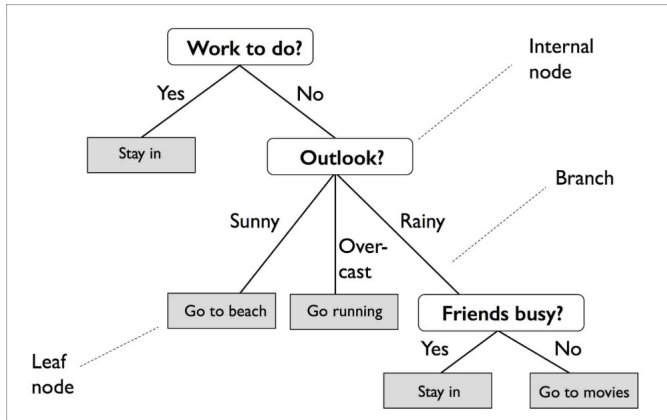 Work to do?
Internal
node
Yes
No
Stay in
Outlook?
Branch
Sunny
Over-
cast
Rainy
Go to beach
Go running
Friends busy?
Leaf
node
Yes
No
Stay in
Go to movies